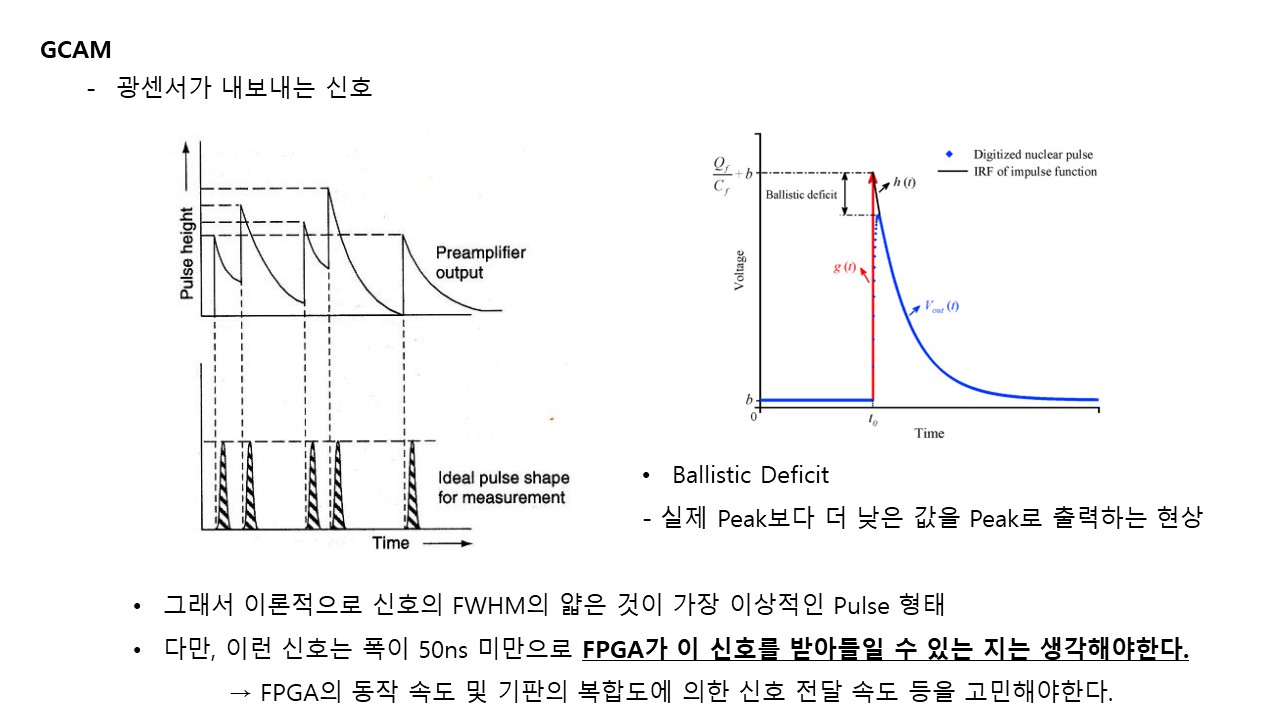 GCAM
- 광센서가 내보내는 신호
Pulse height
Preamplifier
output
Ideal pulse shape
for measurement
Time
Q_f/C_f + b
Ballistic deficit
Digitized nuclear pulse
IRF of impulse function
h (t)
Voltage
g (t)
V_out (t)
b
0
t_0
Time
• Ballistic Deficit
- 실제 Peak보다 더 낮은 값을 Peak로 출력하는 현상
• 그래서 이론적으로 신호의 FWHM의 얇은 것이 가장 이상적인 Pulse 형태
• 다만, 이런 신호는 폭이 50ns 미만으로 FPGA가 이 신호를 받아들일 수 있는 지는 생각해야한다.
→ FPGA의 동작 속도 및 기판의 복합도에 의한 신호 전달 속도 등을 고민해야한다.